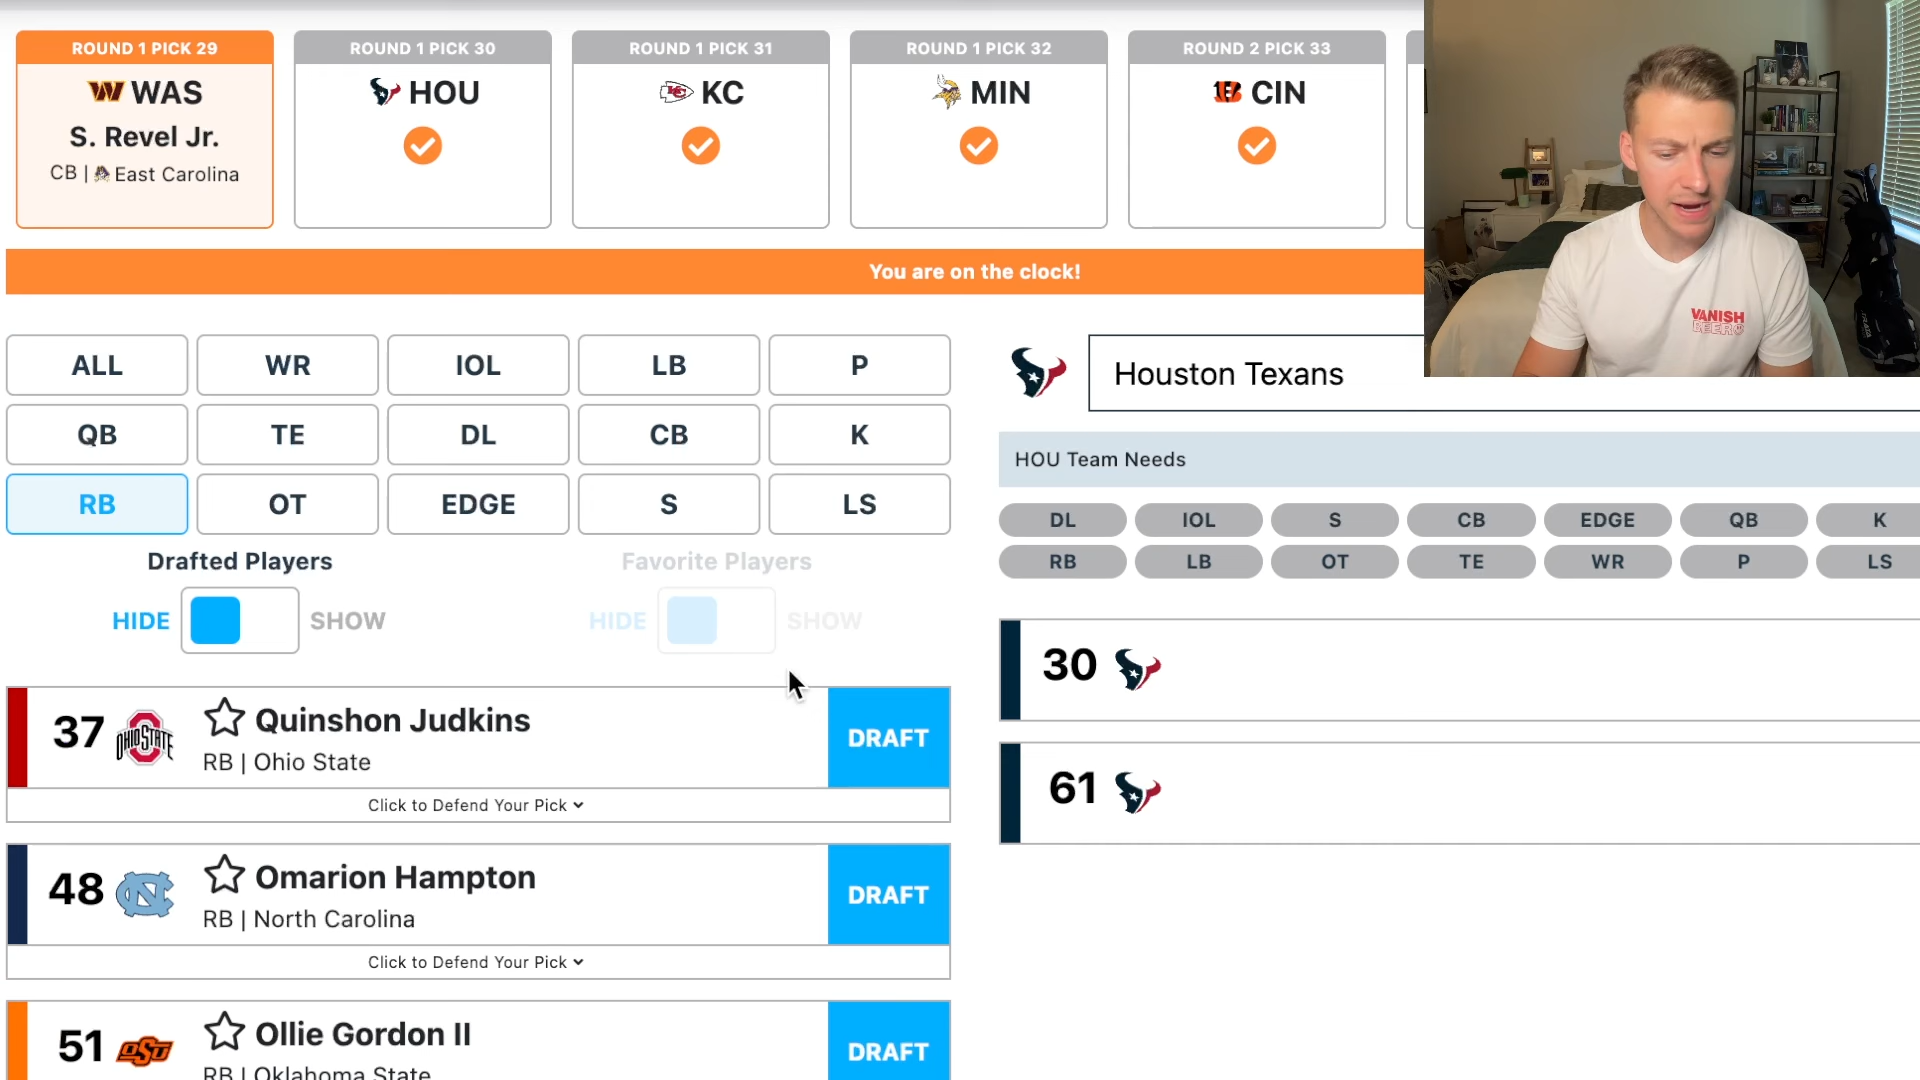 ROUND 1 PICK 29
WAS
S. Revel Jr.
CB | East Carolina
ROUND 1 PICK 30
HOU
ROUND 1 PICK 31
KC
ROUND 1 PICK 32
MIN
ROUND 2 PICK 33
CIN
You are on the clock!
VANISH
BEER
ALL
WR
IOL
LB
P
QB
TE
DL
CB
K
RB
OT
EDGE
S
LS
Drafted Players
HIDE
SHOW
Favorite Players
HIDE
SHOW
37
OHIO STATE
Quinshon Judkins
RB | Ohio State
DRAFT
Click to Defend Your Pick
48
NC
Omarion Hampton
RB | North Carolina
DRAFT
Click to Defend Your Pick
51
OSU
Ollie Gordon II
RB | Oklahoma State
DRAFT
Houston Texans
HOU Team Needs
DL
IOL
S
CB
EDGE
QB
K
RB
LB
OT
TE
WR
P
LS
30
61